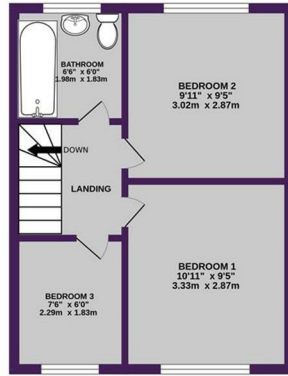 BATHROOM
6'6" x 6'0"
1.98m x 1.83m
BEDROOM 2
9'11" x 9'5"
3.02m x 2.87m
DOWN
LANDING
BEDROOM 1
10'11" x 9'5"
3.33m x 2.87m
BEDROOM 3
7'6" x 6'0"
2.29m x 1.83m